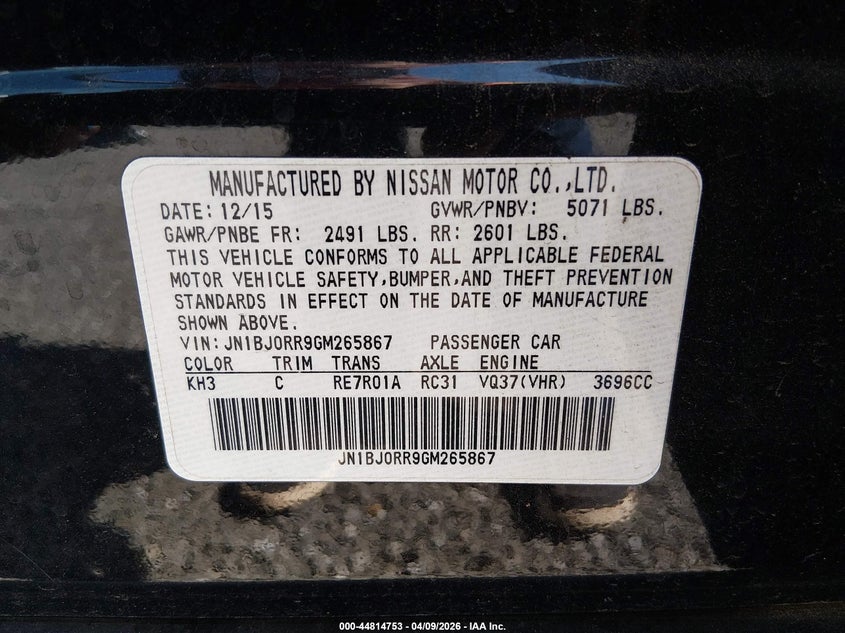 MANUFACTURED BY NISSAN MOTOR CO.,LTD.
DATE: 12/15 GVWR/PNBV: 5071 LBS.
GAWR/PNBE FR: 2491 LBS. RR: 2601 LBS.
THIS VEHICLE CONFORMS TO ALL APPLICABLE FEDERAL
MOTOR VEHICLE SAFETY,BUMPER,AND THEFT PREVENTION
STANDARDS IN EFFECT ON THE DATE OF MANUFACTURE
SHOWN ABOVE.
VIN: JN1BJ0RR9GM265867 PASSENGER CAR
COLOR TRIM TRANS AXLE ENGINE
KH3 C RE7R01A RC31 VQ37(VHR) 3696CC
JN1BJ0RR9GM265867
000-44814753 - 04/09/2026 - IAA Inc.